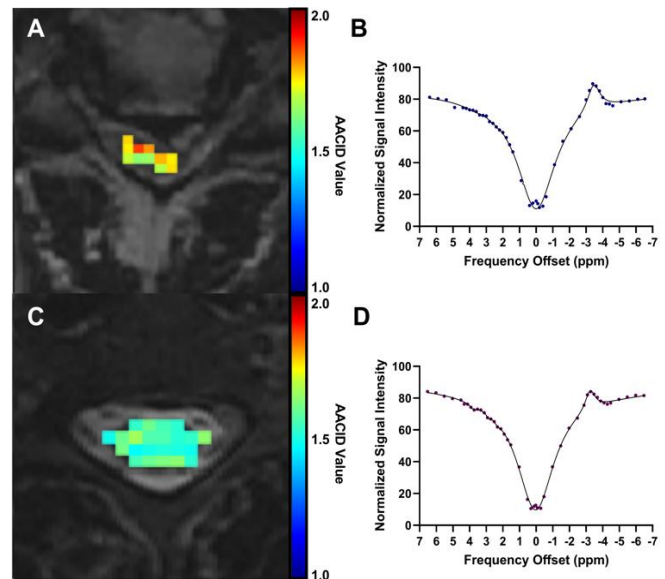 A
2.0
1.5
1.0
AACID Value
B
100
80
60
40
20
0
Normalized Signal Intensity
7 6 5 4 3 2 1 0 -1 -2 -3 -4 -5 -6 -7
Frequency Offset (ppm)
C
2.0
1.5
1.0
AACID Value
D
100
80
60
40
20
0
Normalized Signal Intensity
7 6 5 4 3 2 1 0 -1 -2 -3 -4 -5 -6 -7
Frequency Offset (ppm)